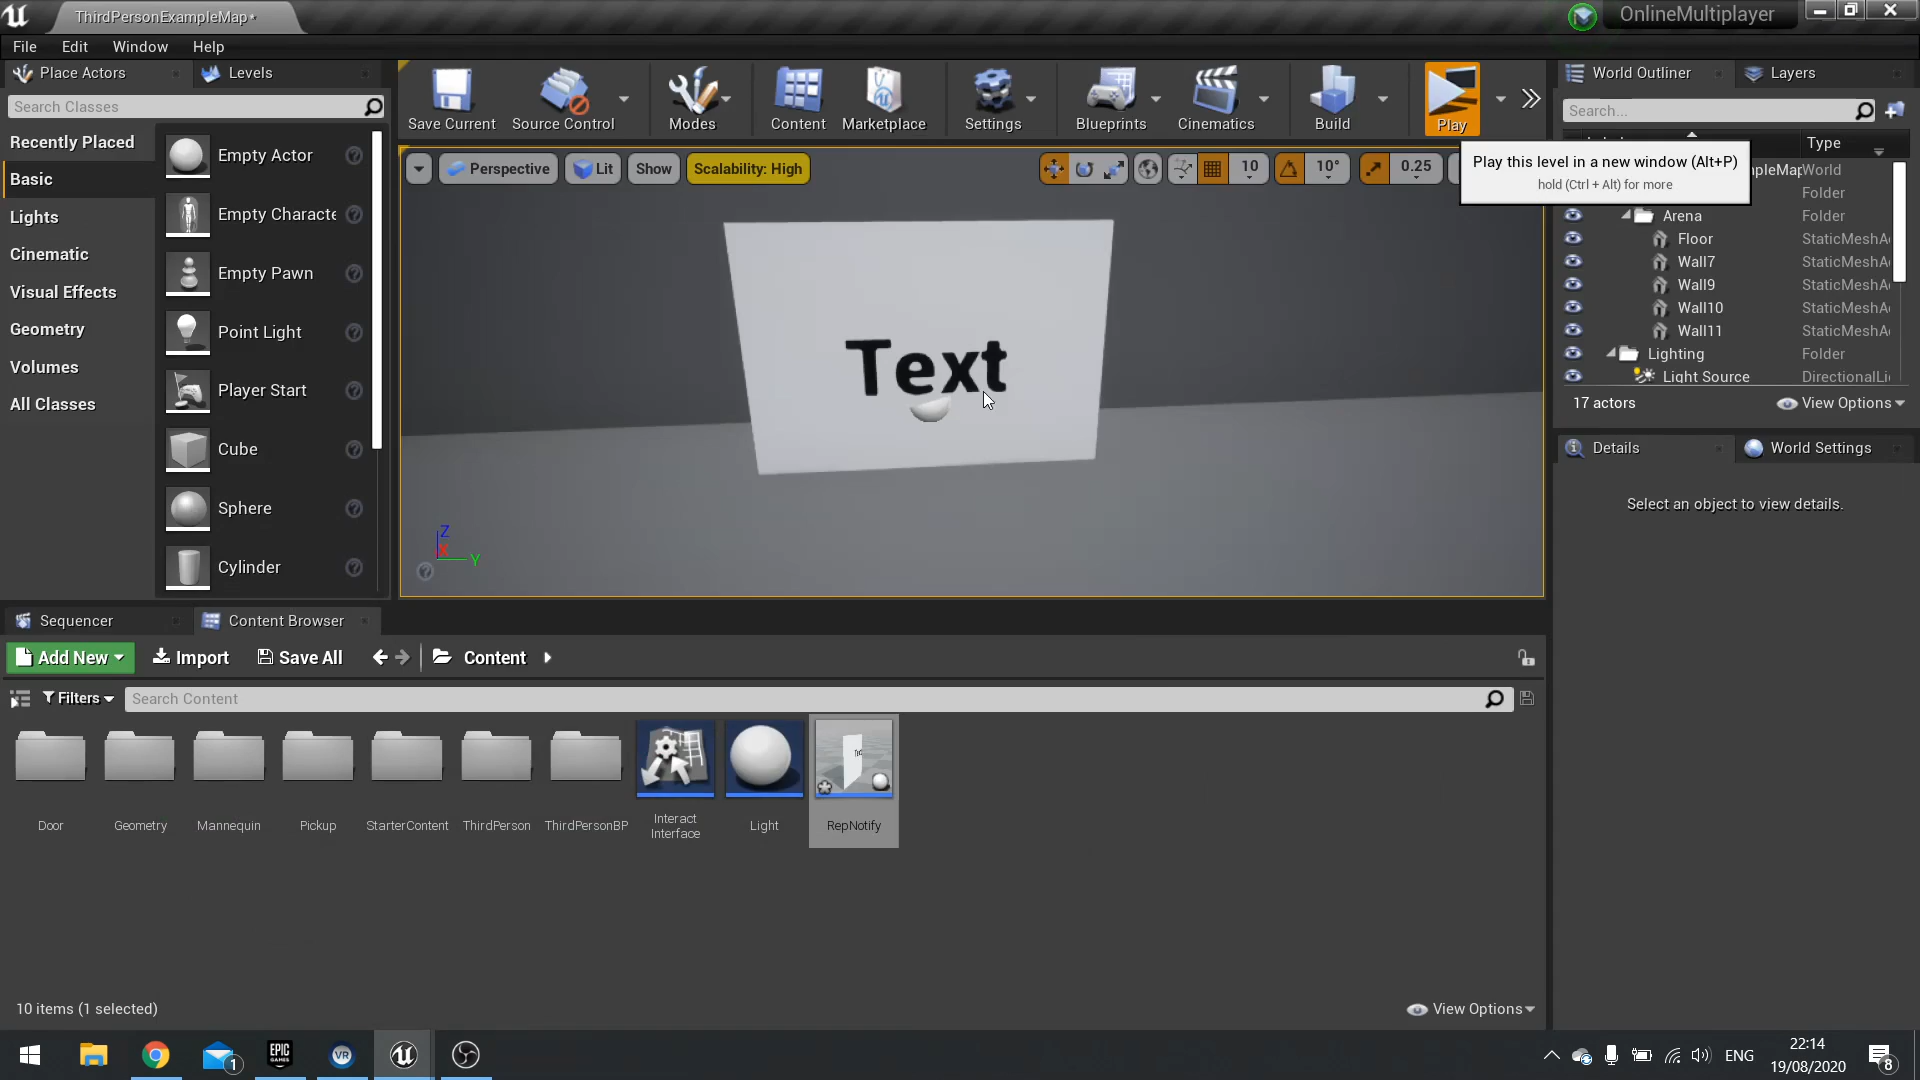 ThirdPersonExampleMap*
OnlineMultiplayer
File Edit Window Help
Place Actors
Levels
Search Classes
Recently Placed
Basic
Lights
Cinematic
Visual Effects
Geometry
Volumes
All Classes
Empty Actor
Empty Characte
Empty Pawn
Point Light
Player Start
Cube
Sphere
Cylinder
Save Current
Source Control
Modes
Content
Marketplace
Settings
Blueprints
Cinematics
Build
Play
Play this level in a new window (Alt+P)
hold (Ctrl + Alt) for more
Perspective
Lit
Show
Scalability: High
10
10°
0.25
Text
Z
X
Y
World Outliner
Layers
Search...
Type
pleMap World
Folder
Arena Folder
Floor StaticMeshA
Wall7 StaticMeshA
Wall9 StaticMeshA
Wall10 StaticMeshA
Wall11 StaticMeshA
Lighting Folder
Light Source DirectionalLi
17 actors
View Options
Details
World Settings
Select an object to view details.
Sequencer
Content Browser
Add New
Import
Save All
Content
Filters
Search Content
Door
Geometry
Mannequin
Pickup
StarterContent
ThirdPerson
ThirdPersonBP
Interact
Interface
Light
RepNotify
10 items (1 selected)
View Options
1
EPIC
GAMES
VR
ENG
22:14
19/08/2020
8